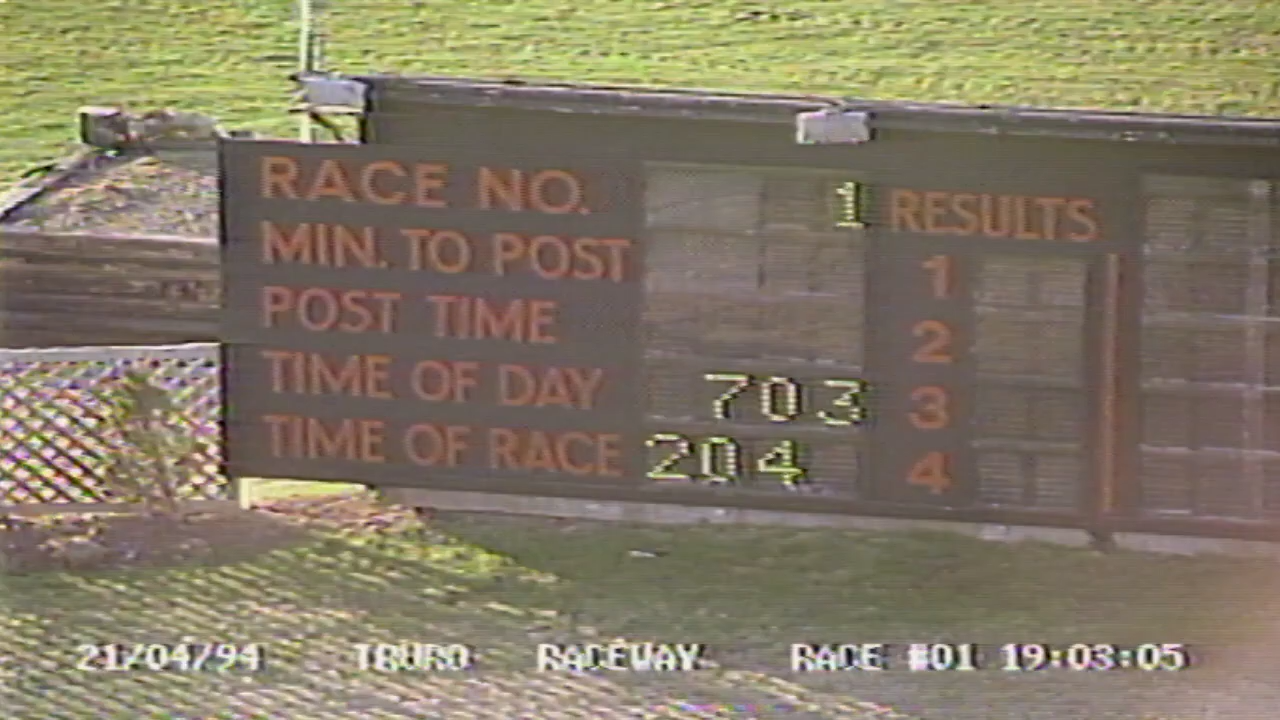 RACE NO. 1
MIN. TO POST
POST TIME
TIME OF DAY 703
TIME OF RACE 204
RESULTS
1
2
3
4
21/04/94 TRURO RACEWAY RACE #01 19:03:05